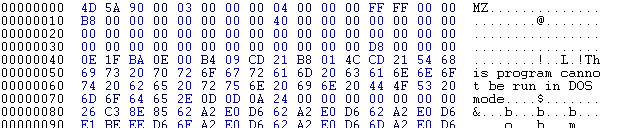 00000000 4D 5A 90 00 03 00 00 00 04 00 00 00 FF FF 00 00 MZ..............
00000010 B8 00 00 00 00 00 00 00 40 00 00 00 00 00 00 00 ........@.......
00000020 00 00 00 00 00 00 00 00 00 00 00 00 00 00 00 00 ................
00000030 00 00 00 00 00 00 00 00 00 00 00 00 D8 00 00 00 ................
00000040 0E 1F BA 0E 00 B4 09 CD 21 B8 01 4C CD 21 54 68 ........!..L.!Th
00000050 69 73 20 70 72 6F 67 72 61 6D 20 63 61 6E 6E 6F is program canno
00000060 74 20 62 65 20 72 75 6E 20 69 6E 20 44 4F 53 20 t be run in DOS
00000070 6D 6F 64 65 2E 0D 0D 0A 24 00 00 00 00 00 00 00 mode....$.......
00000080 26 C3 8E 85 62 A2 E0 D6 62 A2 E0 D6 62 A2 E0 D6 &...b...b...b...
00000090 E1 BE EE D6 6F A2 E0 D6 62 A2 E0 D6 6D A2 E0 D6